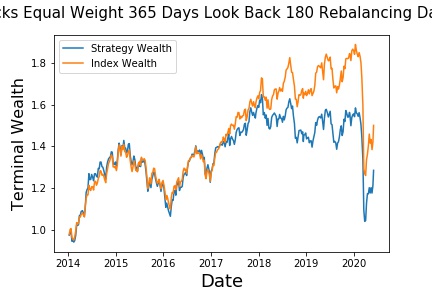 cks Equal Weight 365 Days Look Back 180 Rebalancing Da
Strategy Wealth
Index Wealth
Terminal Wealth
1.8
1.6
1.4
1.2
1.0
2014 2015 2016 2017 2018 2019 2020
Date